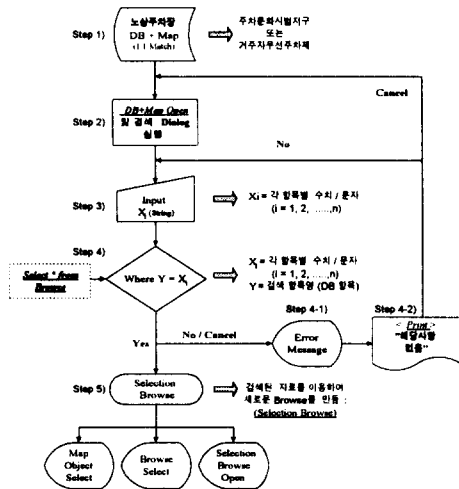 Step 1)
노상주차장
DB + Map
(1:1 Match)
주차문화시범지구
또는
거주자우선주차제
Cancel
Step 2)
DB+Map Open
및 검색 Dialog
실행
No
Step 3)
Input
Xi (String)
Xi = 각 항목별 수치 / 문자
(i = 1, 2, ....., n)
Step 4)
Select * from
Browse
Where Y = Xi
Xi = 각 항목별 수치 / 문자
(i = 1, 2, ....., n)
Y = 검색 항목명 (DB 항목)
Step 4-1)
Step 4-2)
No / Cancel
Yes
Error
Message
< Print >
"해당사항
없음"
Step 5)
Selection
Browse
검색된 자료를 이용하여
새로운 Browse를 만듦 :
(Selection Browse)
Map
Object
Select
Browse
Select
Selection
Browse
Open